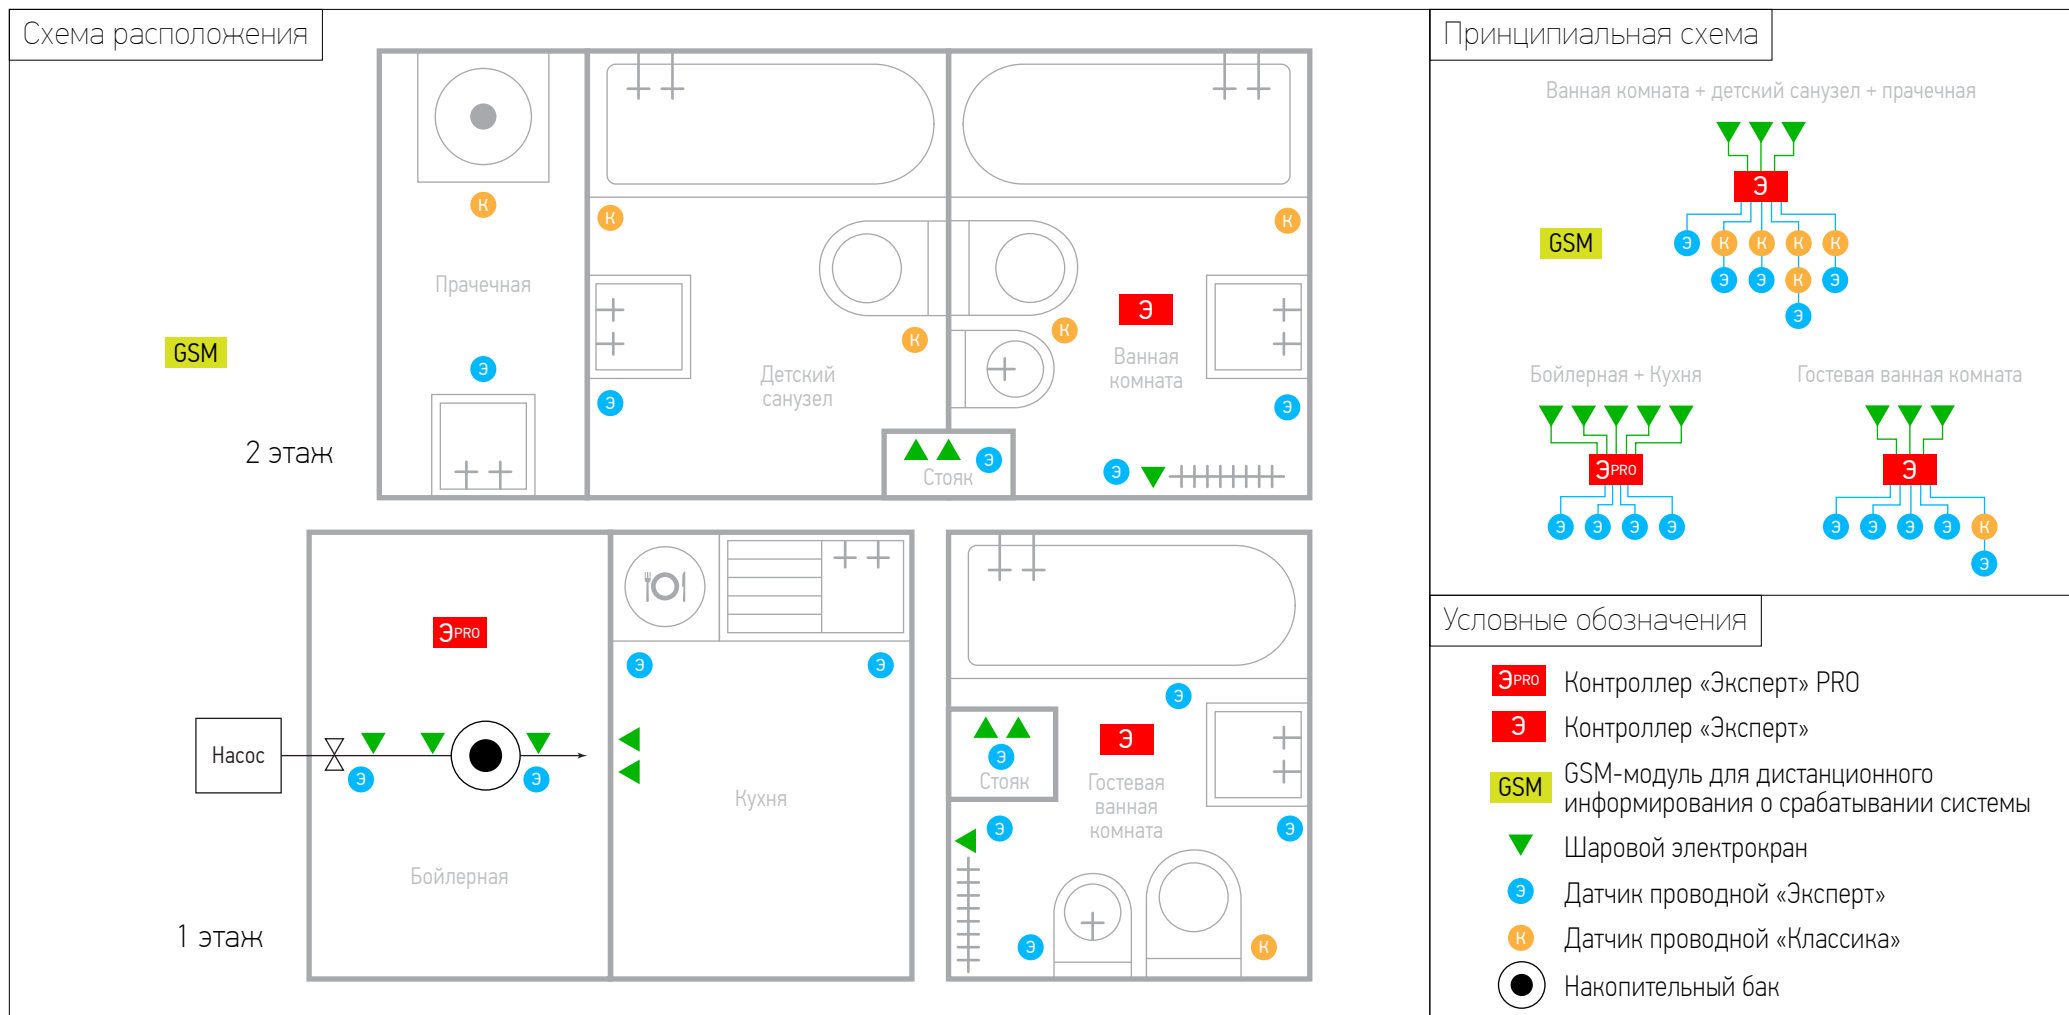 Схема расположения
К
К
К
Прачечная
К
К
Э
GSM
Э
Детский
санузел
Ванная
комната
Э
Э
2 этаж
Э
Стояк
Э
ЭPRO
Э
Э
Э
Насос
Э
Э
Э
Э
Стояк
Кухня
Гостевая
ванная
комната
Э
Э
Бойлерная
1 этаж
Э
К
Принципиальная схема
Ванная комната + детский санузел + прачечная
Э
GSM
Э К К К К
Э Э К Э
Э
Бойлерная + Кухня
Гостевая ванная комната
ЭPRO
Э
Э Э Э Э
Э Э Э Э К
Э
Условные обозначения
ЭPRO Контроллер «Эксперт» PRO
Э Контроллер «Эксперт»
GSM GSM-модуль для дистанционного
информирования о срабатывании системы
Шаровой электрокран
Э Датчик проводной «Эксперт»
К Датчик проводной «Классика»
Накопительный бак